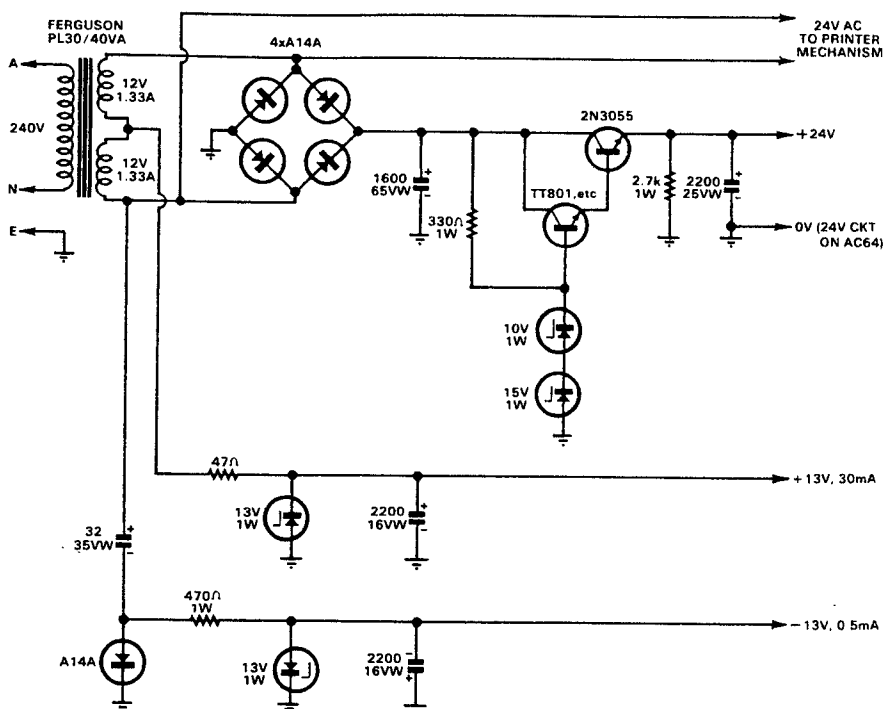 FERGUSON
PL30/40VA
4xA14A
24V AC
TO PRINTER
MECHANISM
A
12V
1.33A
240V
12V
1.33A
N
E
2N3055
+24V
1600
65VW
+
-
TT801,etc
330Ω
1W
2.7k
1W
2200
25VW
+
-
0V (24V CKT
ON AC64)
10V
1W
15V
1W
47Ω
+13V, 30mA
13V
1W
2200
16VW
+
-
32
35VW
+
-
470Ω
1W
-13V, 0 5mA
A14A
13V
1W
2200
16VW
-
+